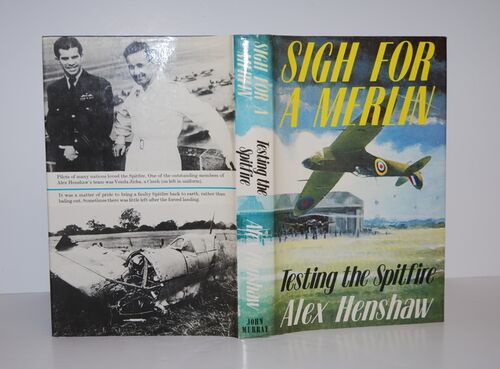 Pilots of many nations loved the Spitfire. One of the outstanding members of
Alex Henshaw's team was Venda Jicha, a Czech (on left in uniform).
It was a matter of pride to bring a faulty Spitfire back to earth, rather than
baling out. Sometimes there was little left after the forced landing.
SIGH FOR A
MERLIN
Testing the
Spitfire
Alex
Henshaw
JOHN
MURRAY
SIGH FOR
A MERLIN
Testing the Spitfire
Alex Henshaw